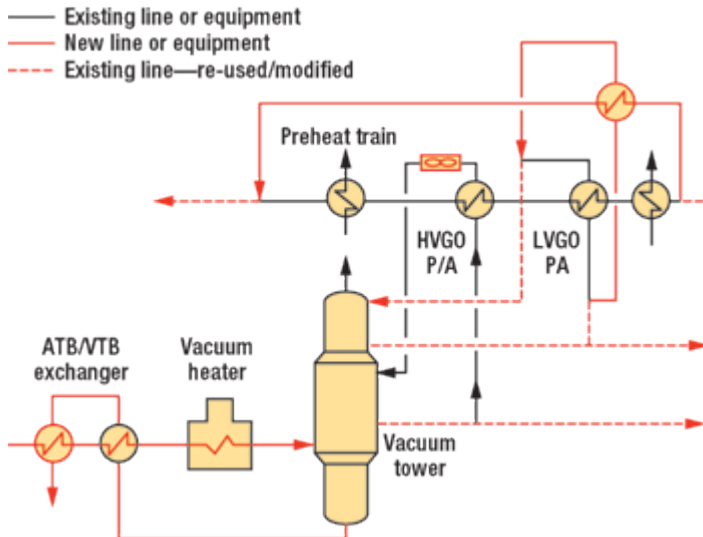 Existing line or equipment
New line or equipment
Existing line—re-used/modified
Preheat train
HVGO
P/A
LVGO
PA
ATB/VTB
exchanger
Vacuum
heater
Vacuum
tower